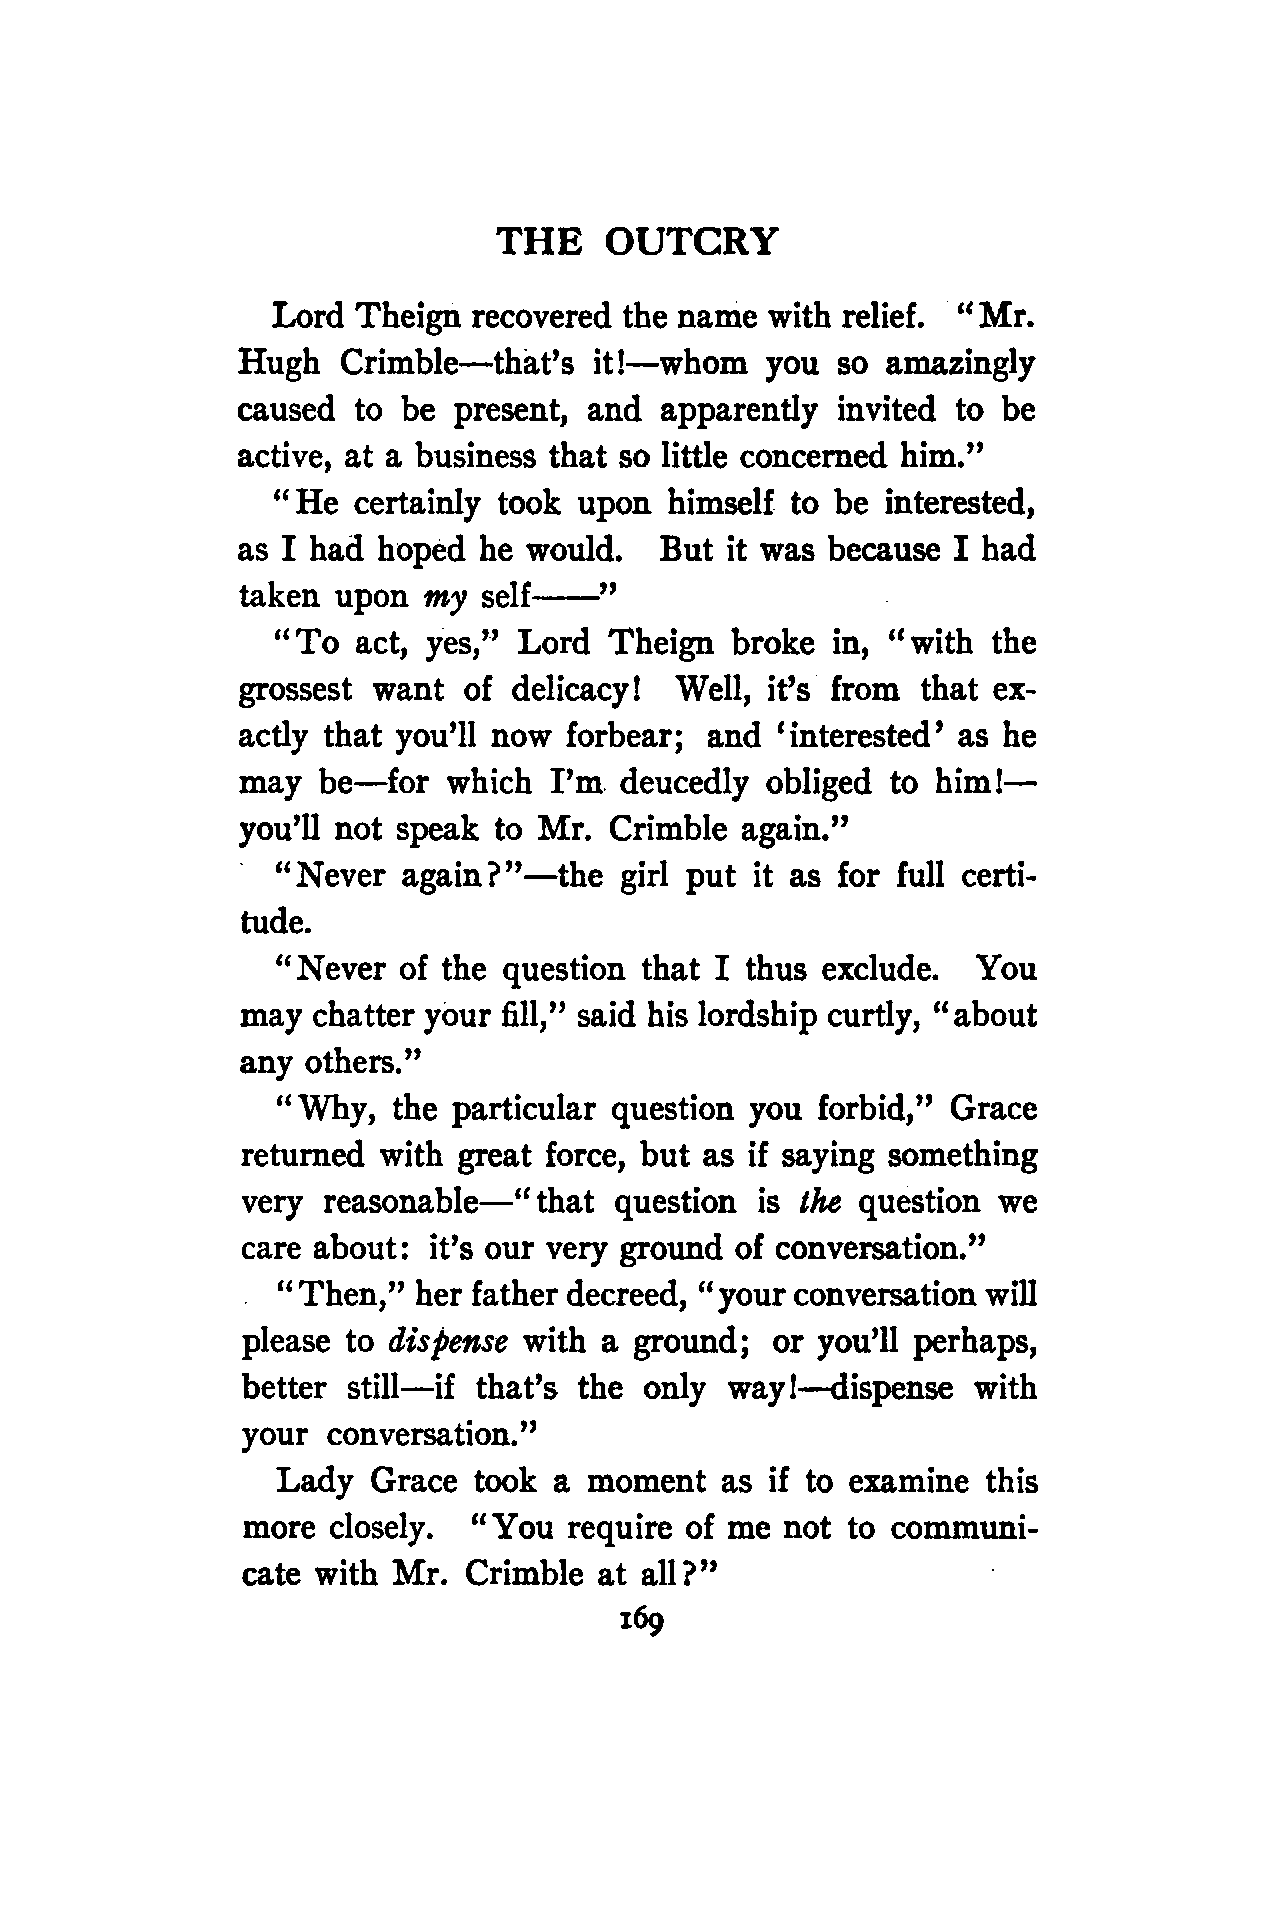 THE OUTCRY
Lord Theign recovered the name with relief. “Mr.
Hugh Crimble—that’s it!—whom you so amazingly
caused to be present, and apparently invited to be
active, at a business that so little concerned him.”
“He certainly took upon himself to be interested,
as I had hoped he would. But it was because I had
taken upon my self——”
“To act, yes,” Lord Theign broke in, “with the
grossest want of delicacy! Well, it’s from that ex-
actly that you’ll now forbear; and ‘interested’ as he
may be—for which I’m deucedly obliged to him!—
you’ll not speak to Mr. Crimble again.”
“Never again?”—the girl put it as for full certi-
tude.
“Never of the question that I thus exclude. You
may chatter your fill,” said his lordship curtly, “about
any others.”
“Why, the particular question you forbid,” Grace
returned with great force, but as if saying something
very reasonable—“that question is the question we
care about: it’s our very ground of conversation.”
“Then,” her father decreed, “your conversation will
please to dispense with a ground; or you’ll perhaps,
better still—if that’s the only way!—dispense with
your conversation.”
Lady Grace took a moment as if to examine this
more closely. “You require of me not to communi-
cate with Mr. Crimble at all?”
169